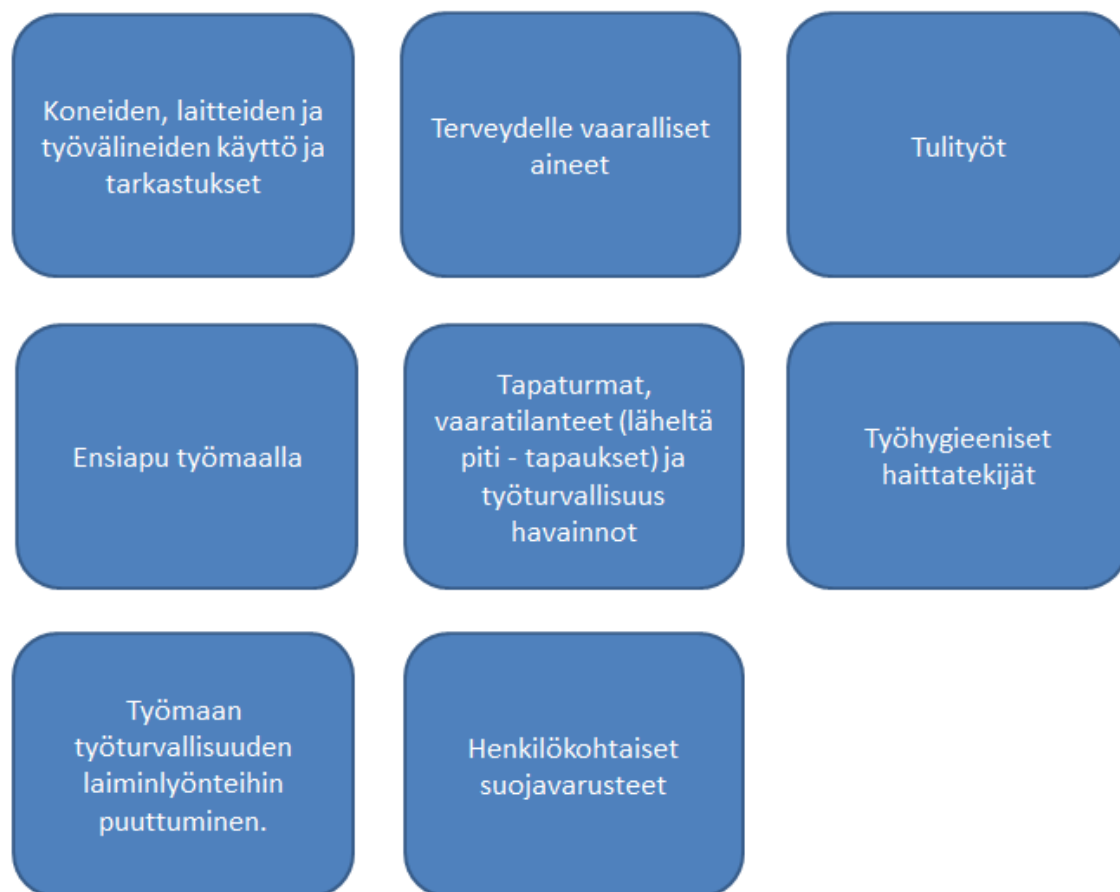 Koneiden, laitteiden ja
työvälineiden käyttö ja
tarkastukset
Terveydelle vaaralliset
aineet
Tulityöt
Ensiapu työmaalla
Tapaturmat,
vaaratilanteet (läheltä
piti - tapaukset) ja
työturvallisuus
havainnot
Työhygieeniset
haittatekijät
Työmaan
työturvallisuuden
laiminlyönteihin
puuttuminen.
Henkilökohtaiset
suojavarusteet